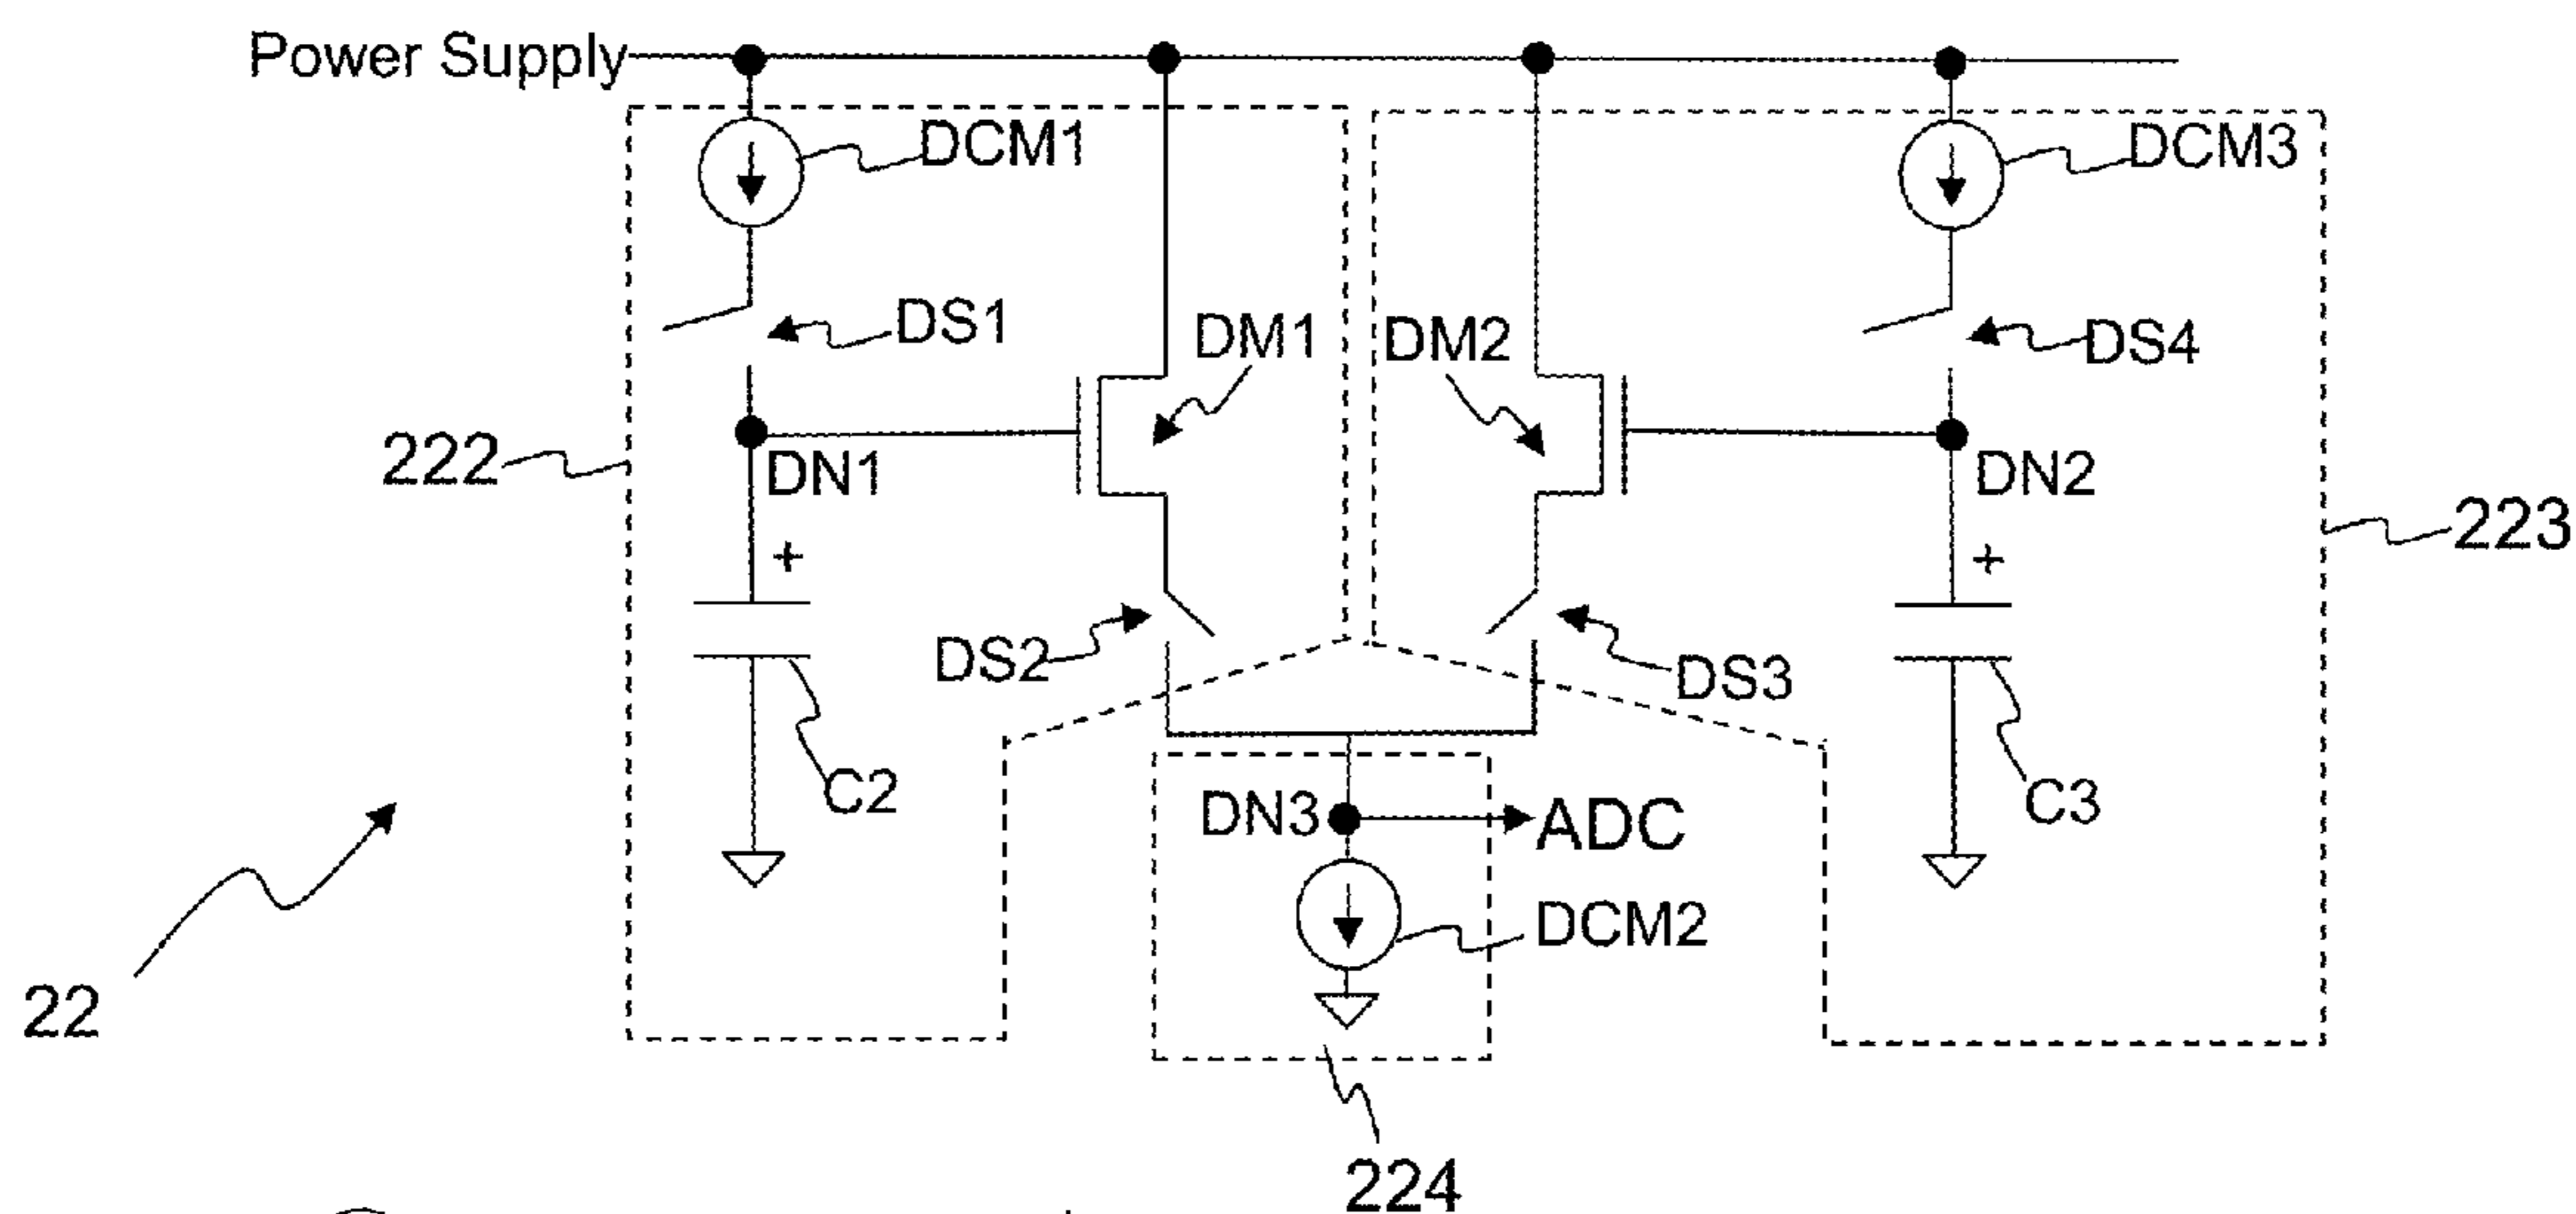 Power Supply
DCM1
DCM3
DS1
DM1
DM2
DS4
222
DN1
DN2
223
+
+
DS2
DS3
C2
C3
DN3
ADC
DCM2
22
224